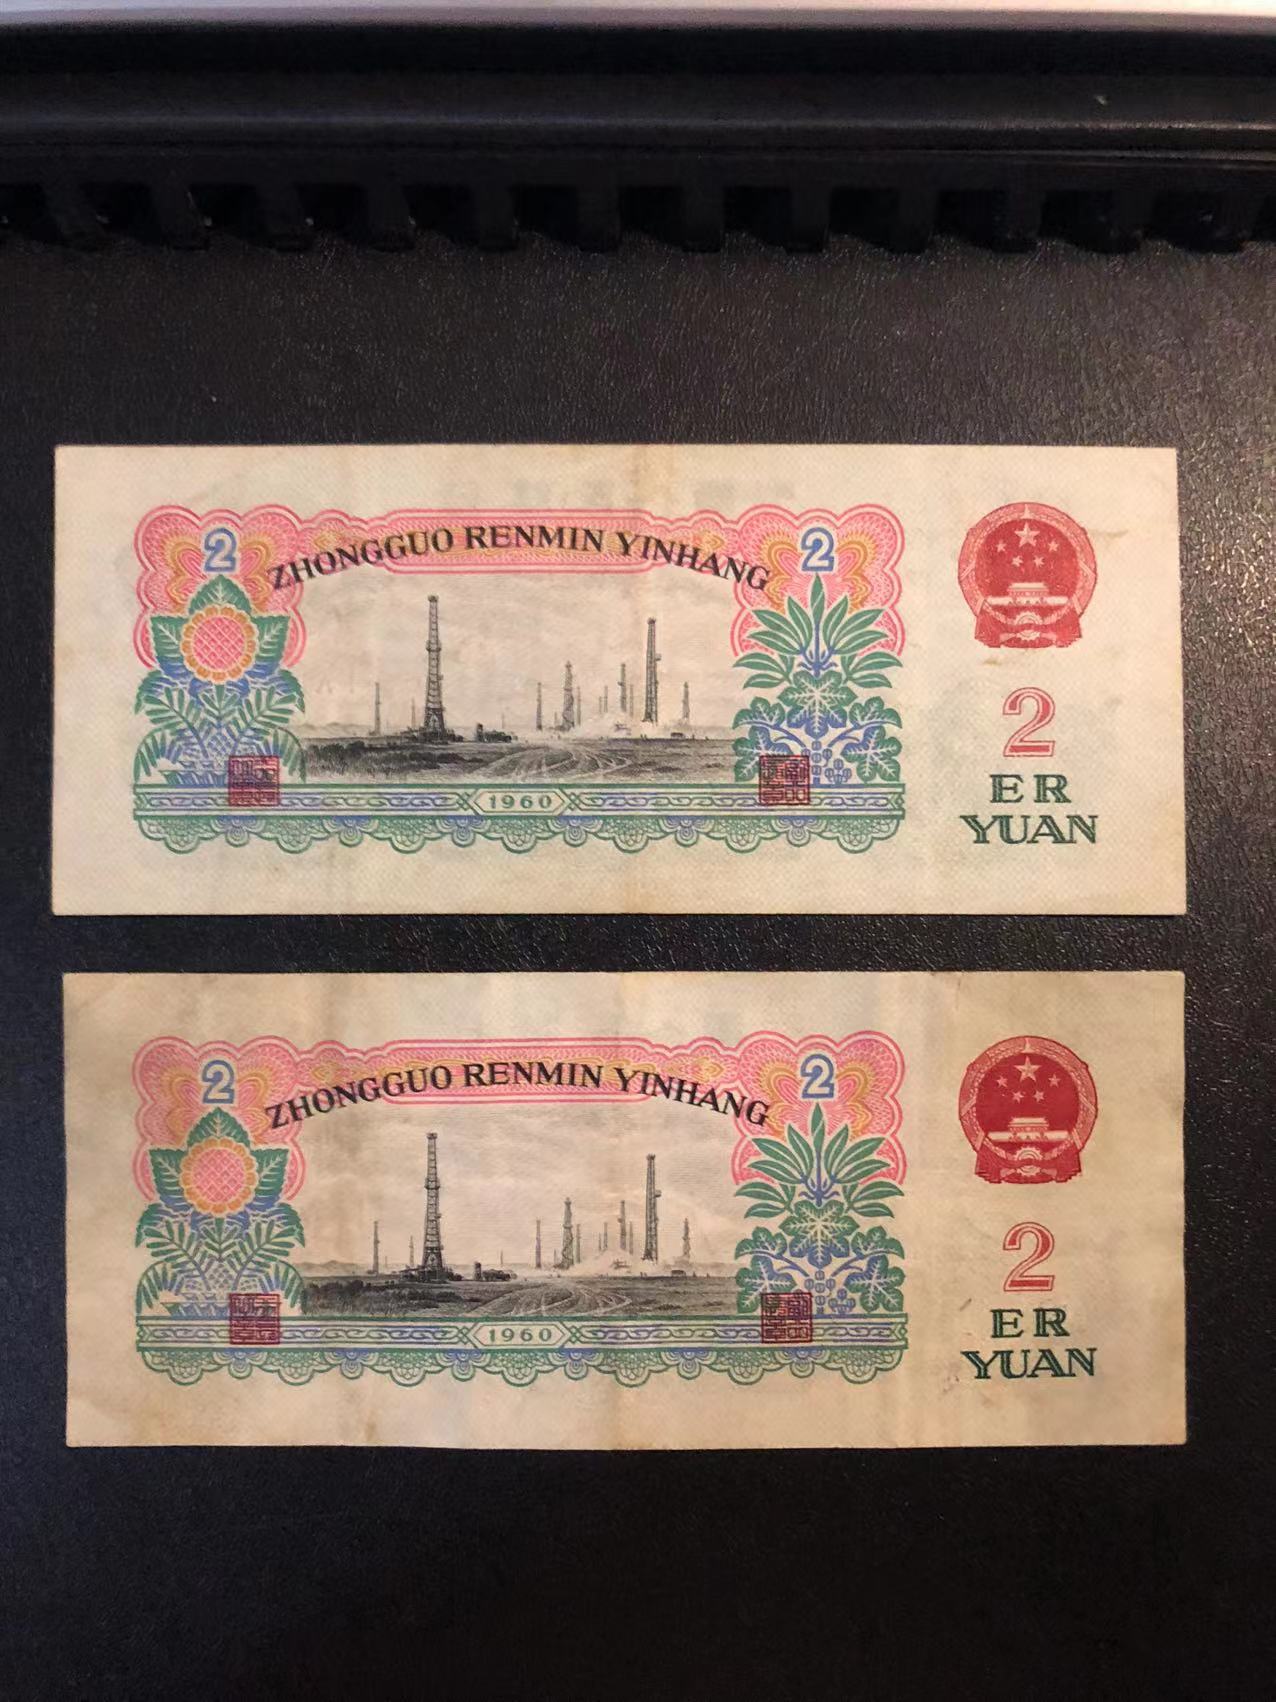 2 2
ZHONGGUO RENMIN YINHANG
2
ER
YUAN
1960
2 2
ZHONGGUO RENMIN YINHANG
2
ER
YUAN
1960